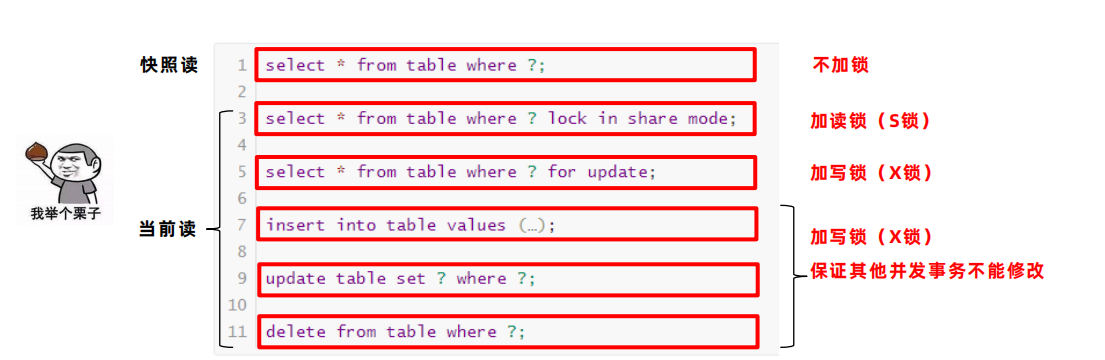 快照读
1 select * from table where ?;
不加锁
2
3 select * from table where ? lock in share mode;
加读锁（S锁）
4
5 select * from table where ? for update;
加写锁（X锁）
6
我举个栗子
当前读
7 insert into table values (…);
加写锁（X锁）
8
保证其他并发事务不能修改
9 update table set ? where ?;
10
11 delete from table where ?;